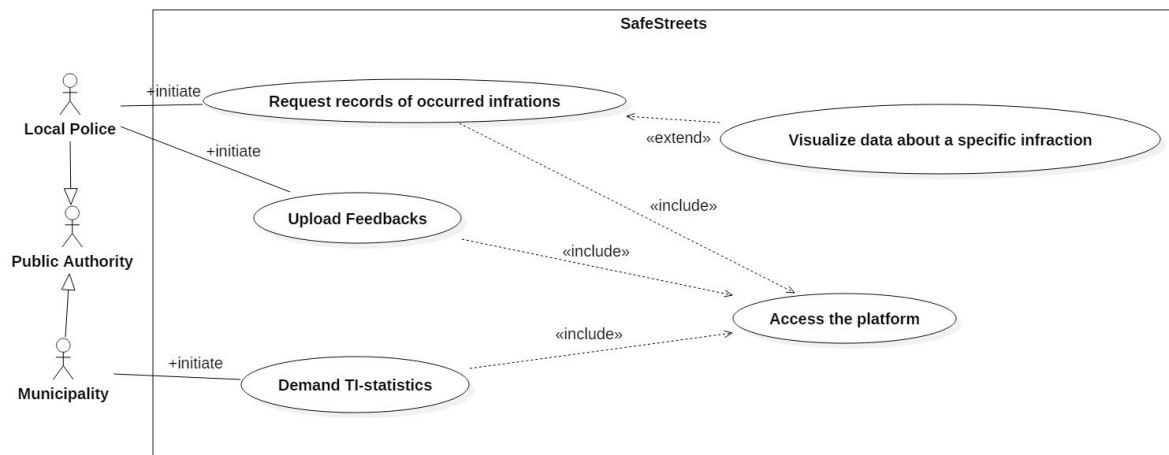 SafeStreets
+initiate
Request records of occurred infrations
Local Police
«extend»
Visualize data about a specific infraction
+initiate
«include»
Upload Feedbacks
«include»
Public Authority
Access the platform
«include»
+initiate
Municipality
Demand TI-statistics